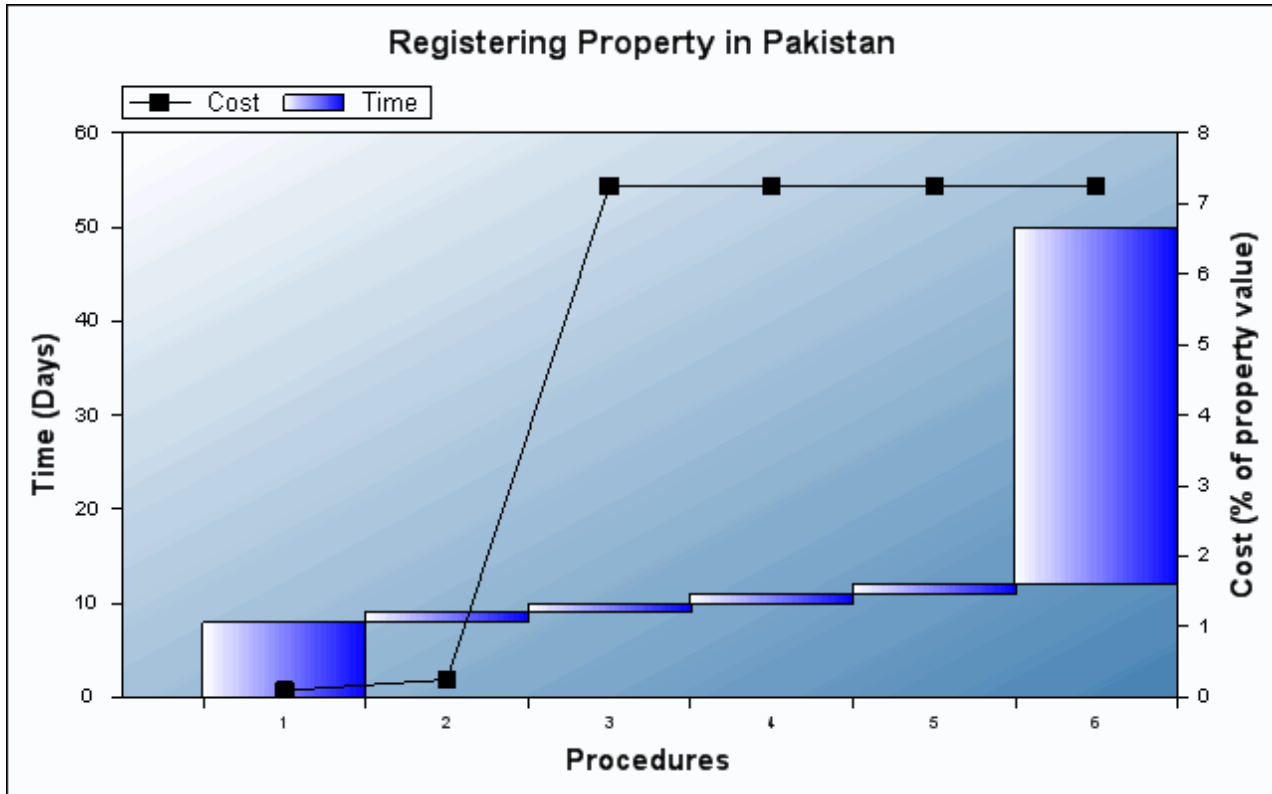 Registering Property in Pakistan
Cost Time
60
50
40
30
20
10
0
Time (Days)
8
7
6
5
4
3
2
1
0
Cost (% of property value)
1 2 3 4 5 6
Procedures